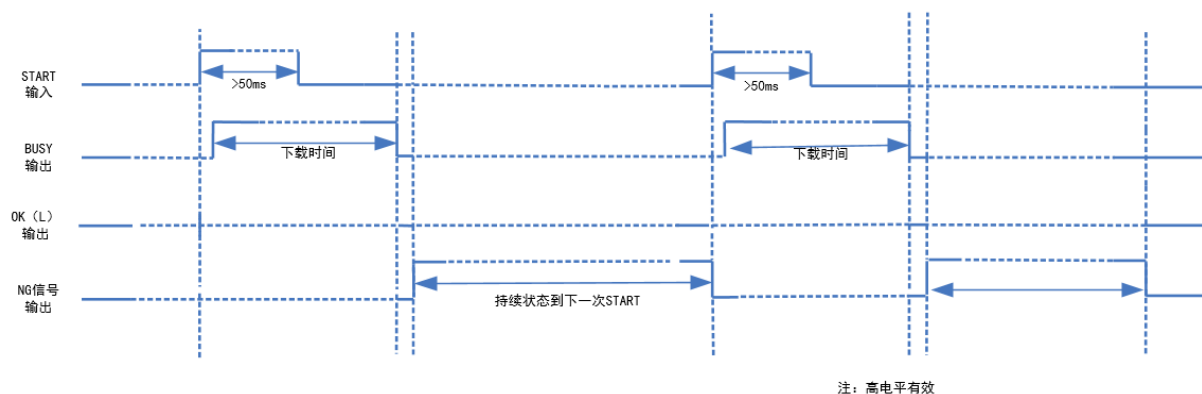 START
输入
>50ms
>50ms
BUSY
输出
下载时间
下载时间
OK（L）
输出
NG信号
输出
持续状态到下一次START
注：高电平有效